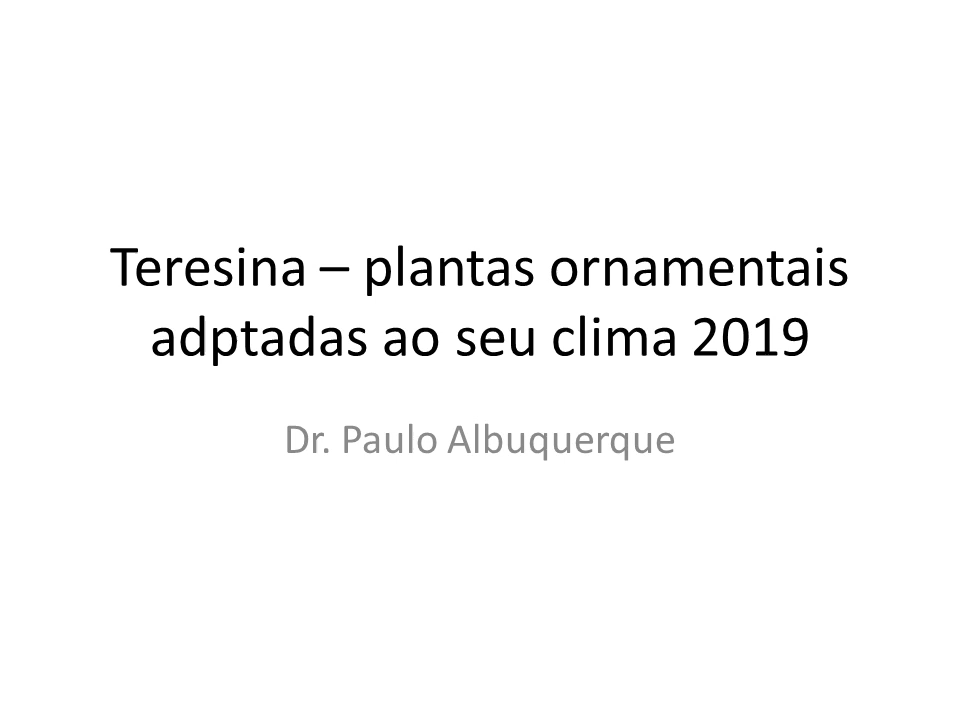 Teresina – plantas ornamentais
adptadas ao seu clima 2019
Dr. Paulo Albuquerque